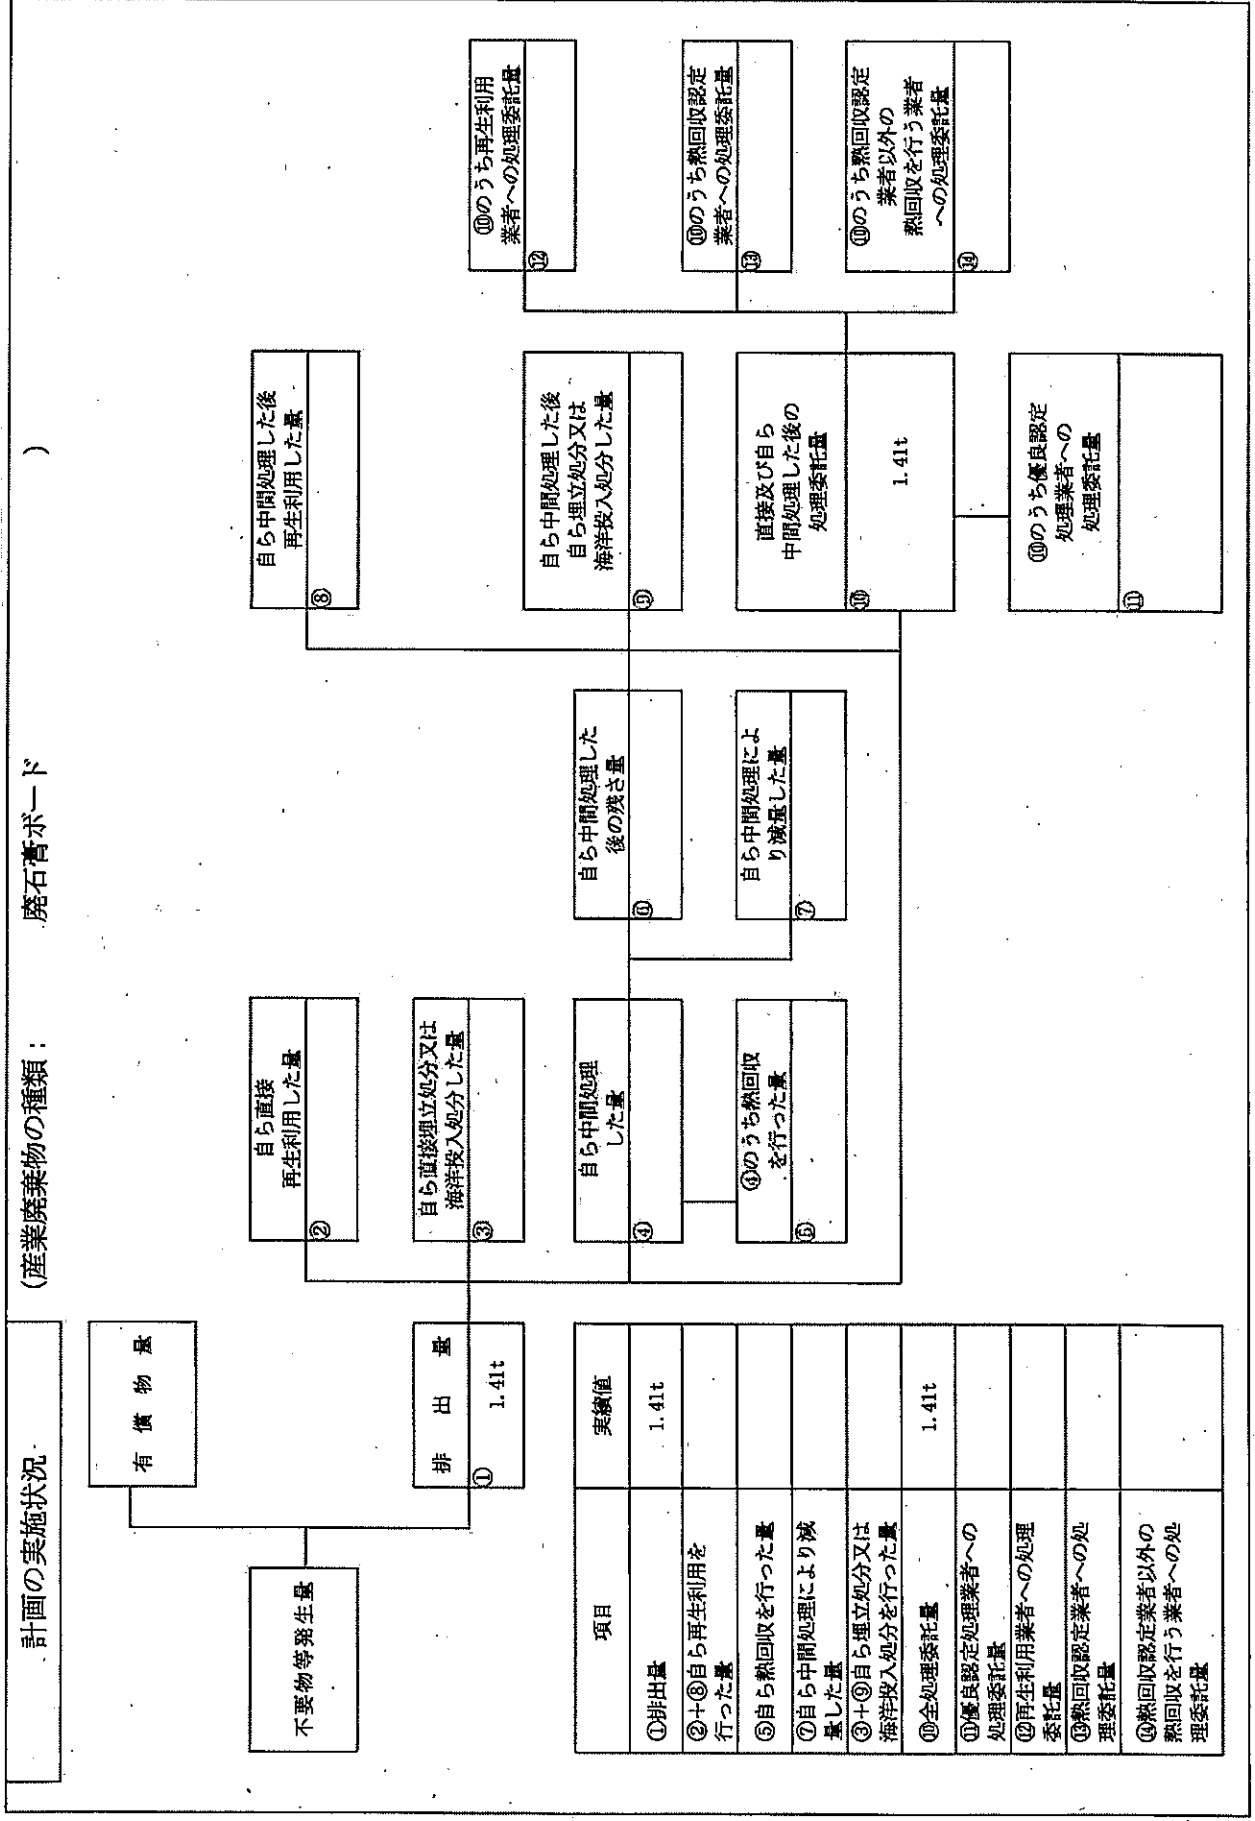 計画の実施状況
(産業廃棄物の種類：　廃石膏ボード　)
不要物等発生量
有償物量
排出量
①
1.41t
自ら直接
再生利用した量
②
自ら直接埋立処分又は
海洋投入処分した量
③
自ら中間処理
した量
④
④のうち熱回収
を行った量
⑤
自ら中間処理した
後の残さ量
⑥
自ら中間処理によ
り減量した量
⑦
自ら中間処理した後
再生利用した量
⑧
自ら中間処理した後
自ら埋立処分又は
海洋投入処分した量
⑨
直接及び自ら
中間処理した後の
処理委託量
⑩
1.41t
⑩のうち優良認定
処理業者への
処理委託量
⑪
⑩のうち再生利用
業者への処理委託量
⑫
⑩のうち熱回収認定
業者への処理委託量
⑬
⑩のうち熱回収認定
業者以外の
熱回収を行う業者
への処理委託量
⑭
項目 実績値
①排出量 1.41t
②＋⑧自ら再生利用を
行った量
⑤自ら熱回収を行った量
⑦自ら中間処理により減
量した量
③＋⑨自ら埋立処分又は
海洋投入処分を行った量
⑩全処理委託量 1.41t
⑪優良認定処理業者への
処理委託量
⑫再生利用業者への処理
委託量
⑬熱回収認定業者への処
理委託量
⑭熱回収認定業者以外の
熱回収を行う業者への処
理委託量